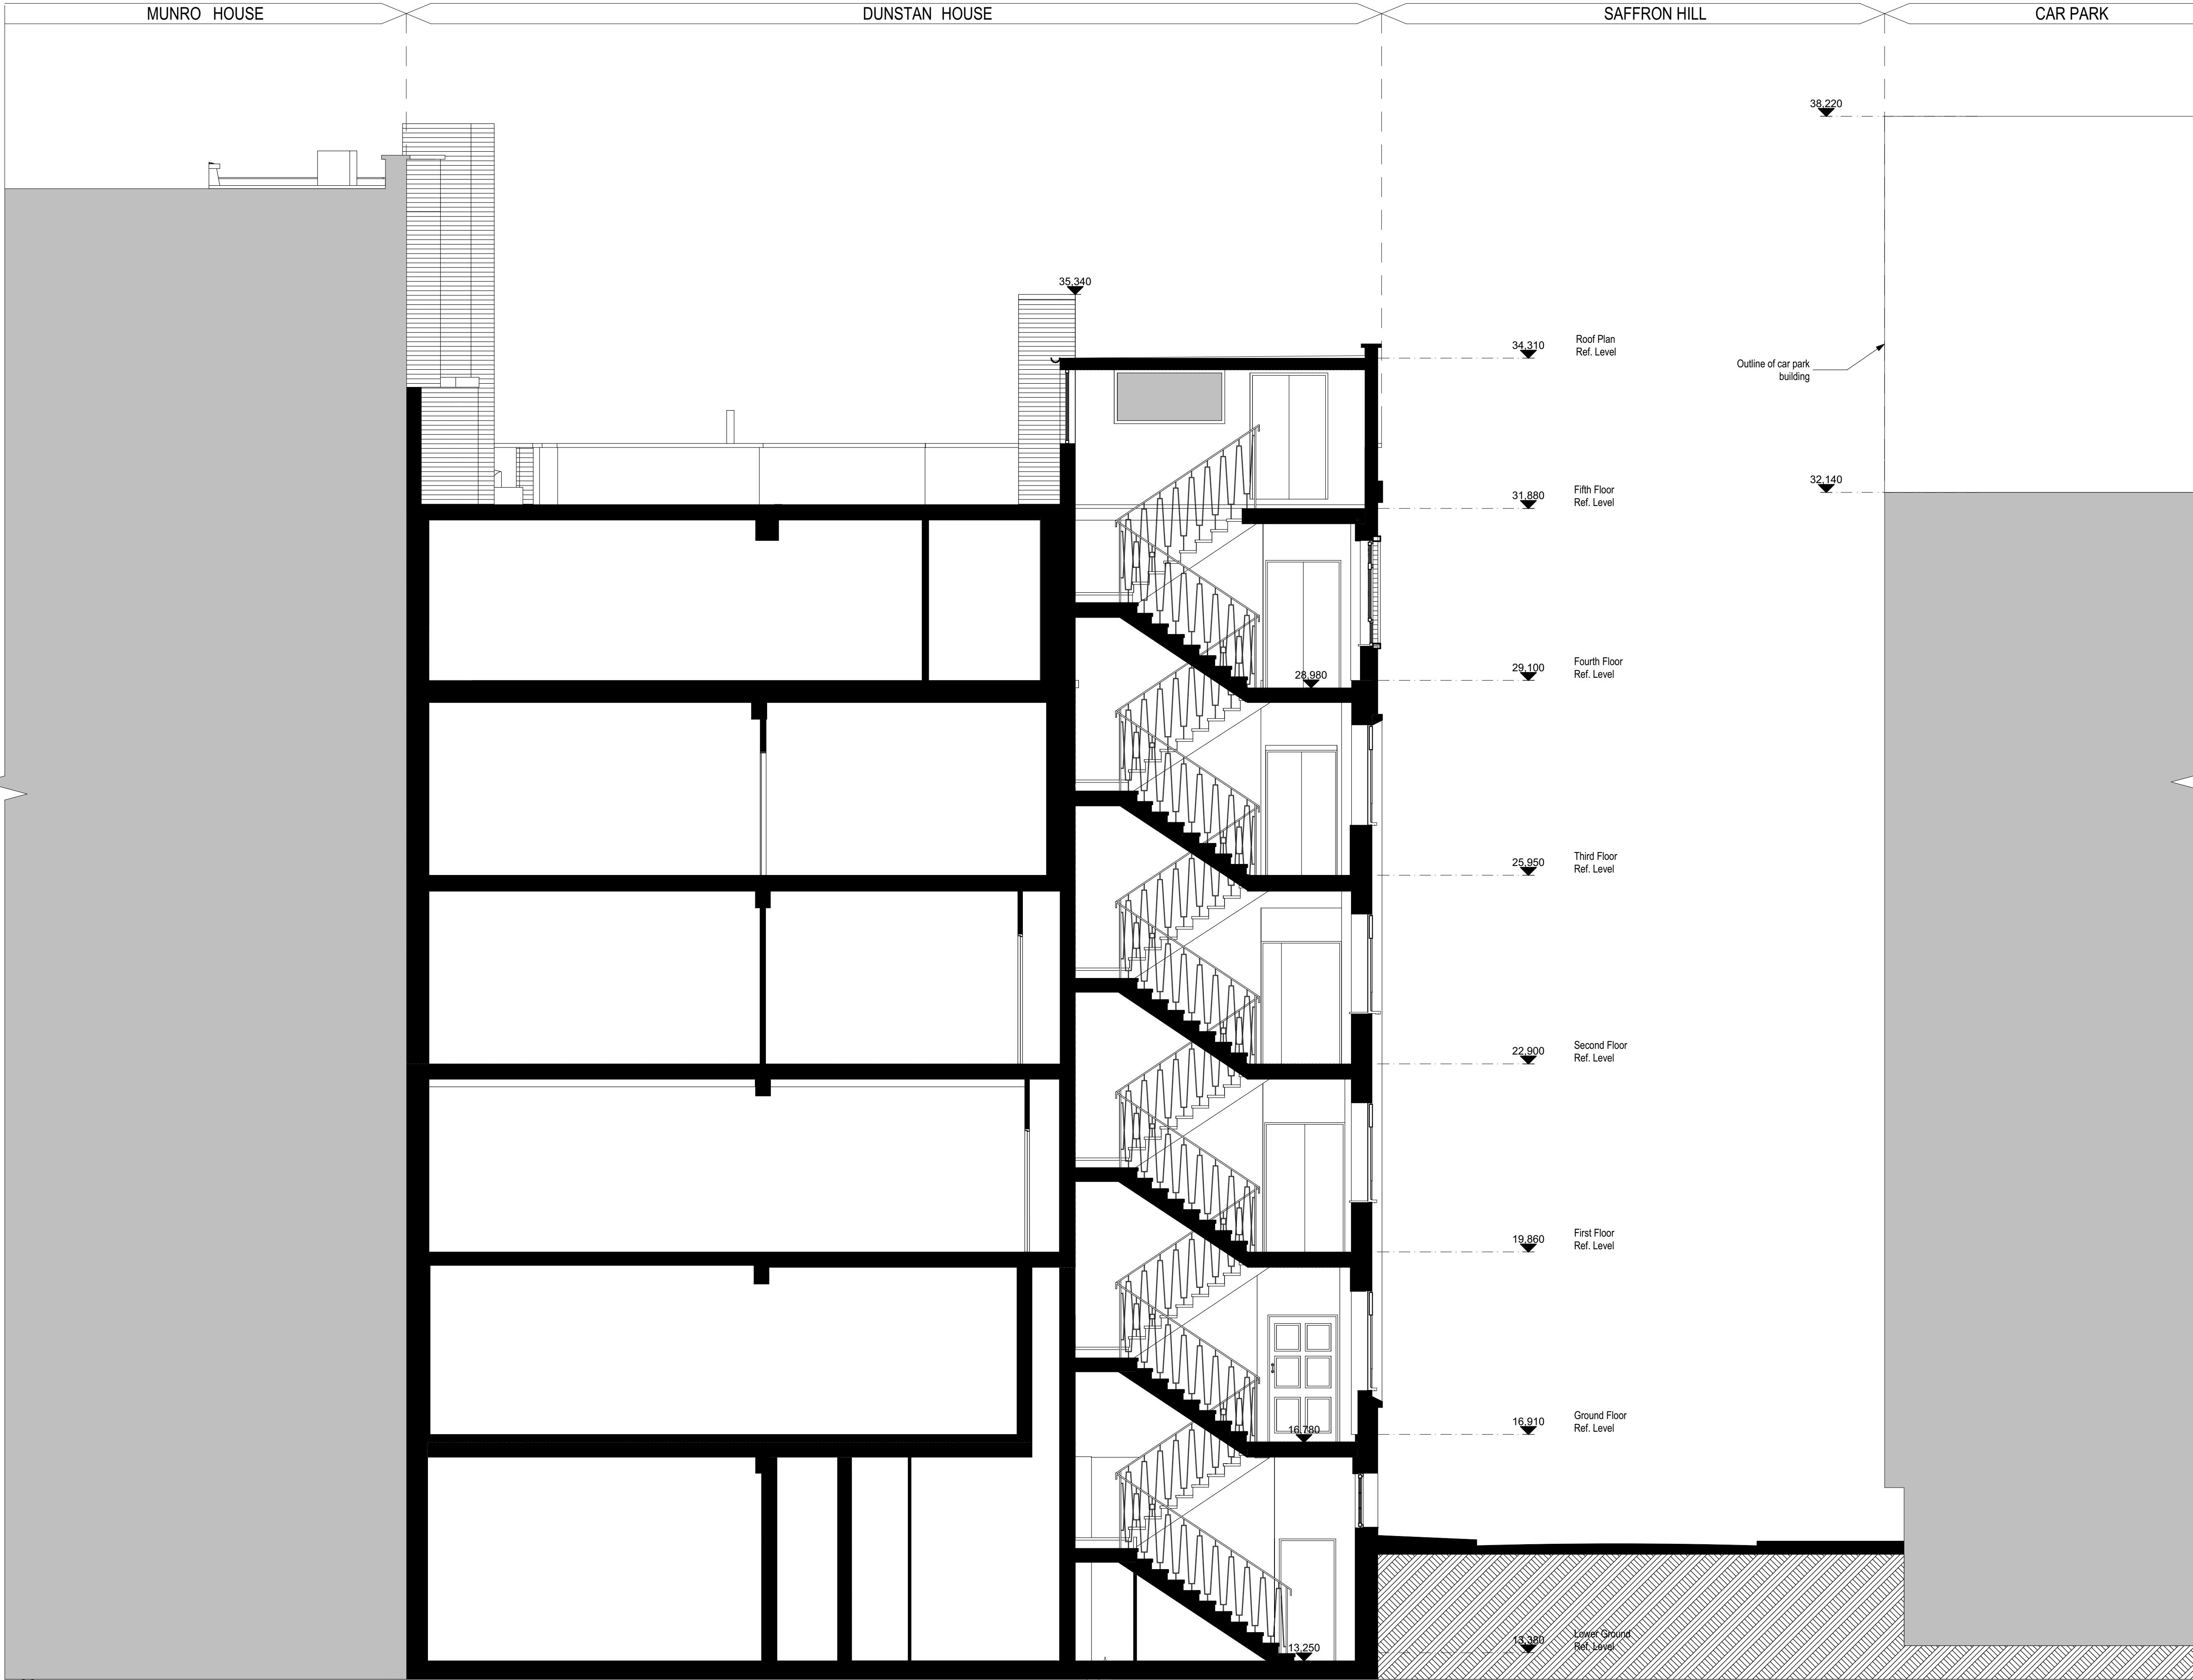 MUNRO HOUSE
DUNSTAN HOUSE
SAFFRON HILL
CAR PARK
38,220
35,340
34,310
Roof Plan
Ref. Level
Outline of car park
building
32,140
31,880
Fifth Floor
Ref. Level
29,100
Fourth Floor
Ref. Level
28,980
25,950
Third Floor
Ref. Level
22,900
Second Floor
Ref. Level
19,860
First Floor
Ref. Level
16,910
Ground Floor
Ref. Level
16,780
13,380
Lower Ground
Ref. Level
13,250